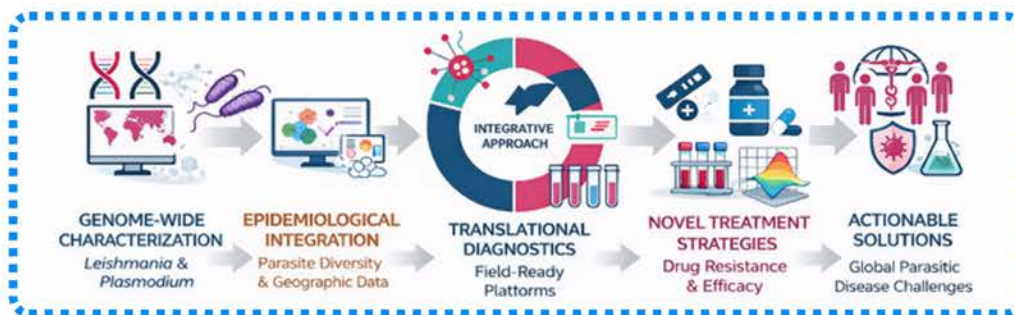 INTEGRATIVE
APPROACH
GENOME-WIDE
CHARACTERIZATION
Leishmania &
Plasmodium
EPIDEMIOLOGICAL
INTEGRATION
Parasite Diversity
& Geographic Data
TRANSLATIONAL
DIAGNOSTICS
Field-Ready
Platforms
NOVEL TREATMENT
STRATEGIES
Drug Resistance
& Efficacy
ACTIONABLE
SOLUTIONS
Global Parasitic
Disease Challenges